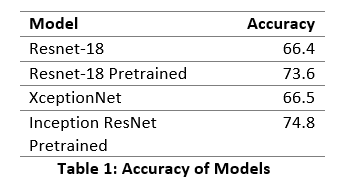 Model Accuracy
Resnet-18 66.4
Resnet-18 Pretrained 73.6
XceptionNet 66.5
Inception ResNet 74.8
Pretrained
Table 1: Accuracy of Models